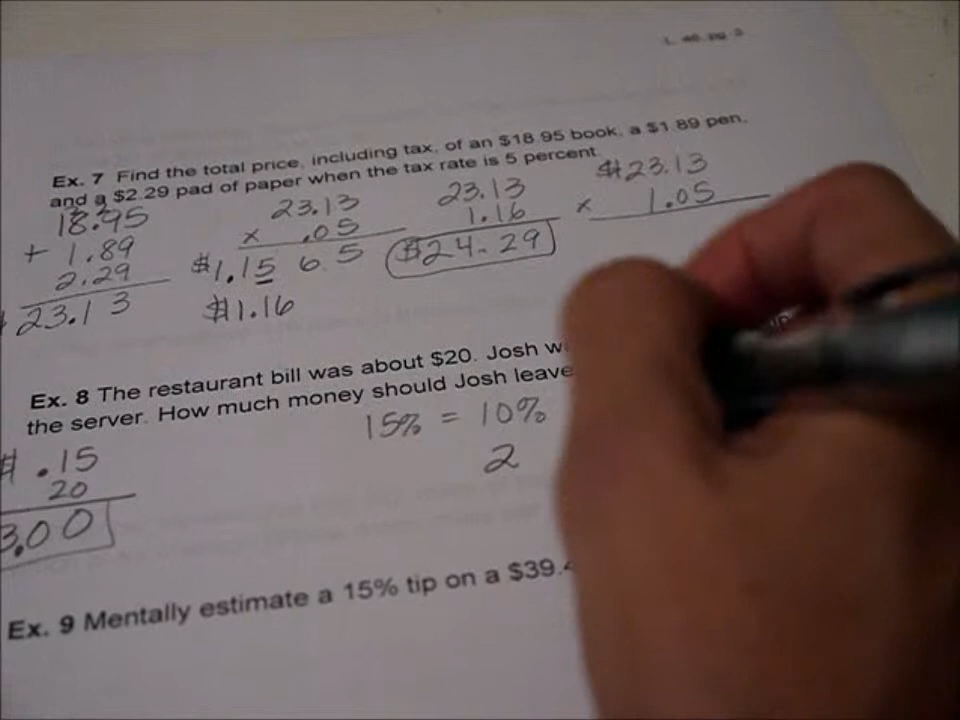 Ex. 7 Find the total price, including tax, of an $18.95 book, a $1.89 pen,
and a $2.29 pad of paper when the tax rate is 5 percent.
18.95
+ 1.89
2.29
23.13
23.13
x .05
$1.15 6 5
$1.16
23.13
1.16
$24.29
$23.13
x 1.05
Ex. 8 The restaurant bill was about $20. Josh
the server. How much money should Josh leave
$ .15
20
3.00
15% = 10%
2
Ex. 9 Mentally estimate a 15% tip on a $39.